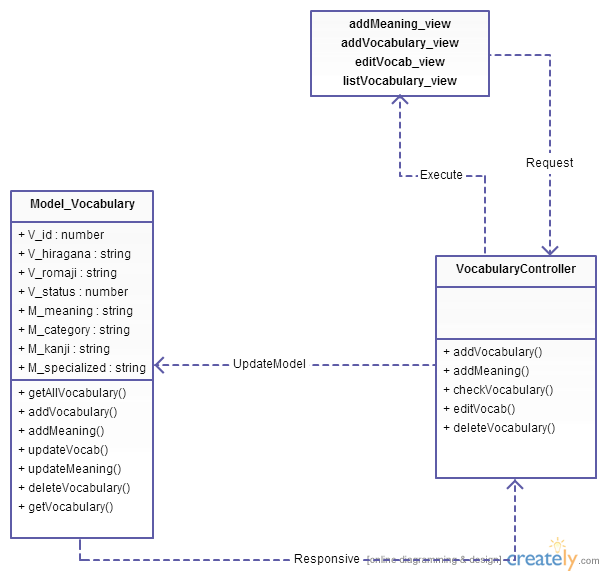 addMeaning_view
addVocabulary_view
editVocab_view
listVocabulary_view
Request
Execute
Model_Vocabulary
+ V_id : number
+ V_hiragana : string
+ V_romaji : string
+ V_status : number
+ M_meaning : string
+ M_category : string
+ M_kanji : string
+ M_specialized : string
+ getAllVocabulary()
+ addVocabulary()
+ addMeaning()
+ updateVocab()
+ updateMeaning()
+ deleteVocabulary()
+ getVocabulary()
UpdateModel
VocabularyController
+ addVocabulary()
+ addMeaning()
+ checkVocabulary()
+ editVocab()
+ deleteVocabulary()
Responsive
[online diagramming & design]
creately.com